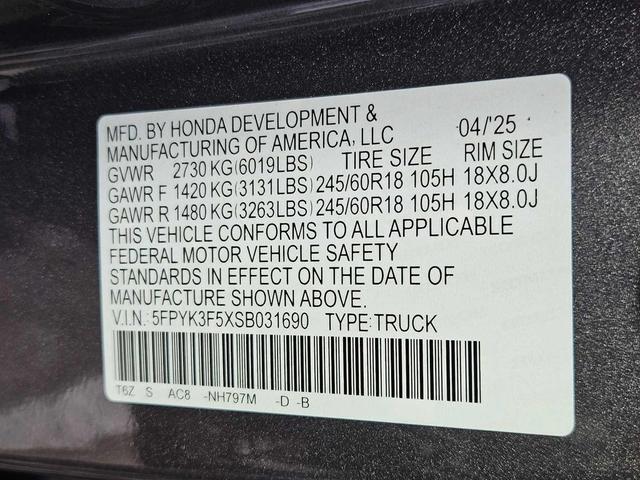 MFD. BY HONDA DEVELOPMENT &
MANUFACTURING OF AMERICA, LLC 04/'25
GVWR 2730 KG(6019LBS) TIRE SIZE RIM SIZE
GAWR F 1420 KG(3131LBS) 245/60R18 105H 18X8.0J
GAWR R 1480 KG(3263LBS) 245/60R18 105H 18X8.0J
THIS VEHICLE CONFORMS TO ALL APPLICABLE
FEDERAL MOTOR VEHICLE SAFETY
STANDARDS IN EFFECT ON THE DATE OF
MANUFACTURE SHOWN ABOVE.
V.I.N.: 5FPYK3F5XSB031690 TYPE:TRUCK
T6Z S AC8 -NH797M -D -B